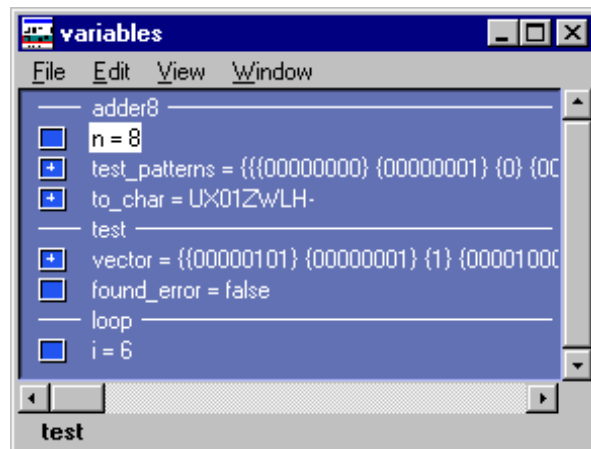 variables
File Edit View Window
adder8
n = 8
test_patterns = {{{00000000} {00000001} {0} {00
to_char = UX01ZWLH-
test
vector = {{00000101} {00000001} {1} {00001000
found_error = false
loop
i = 6
test